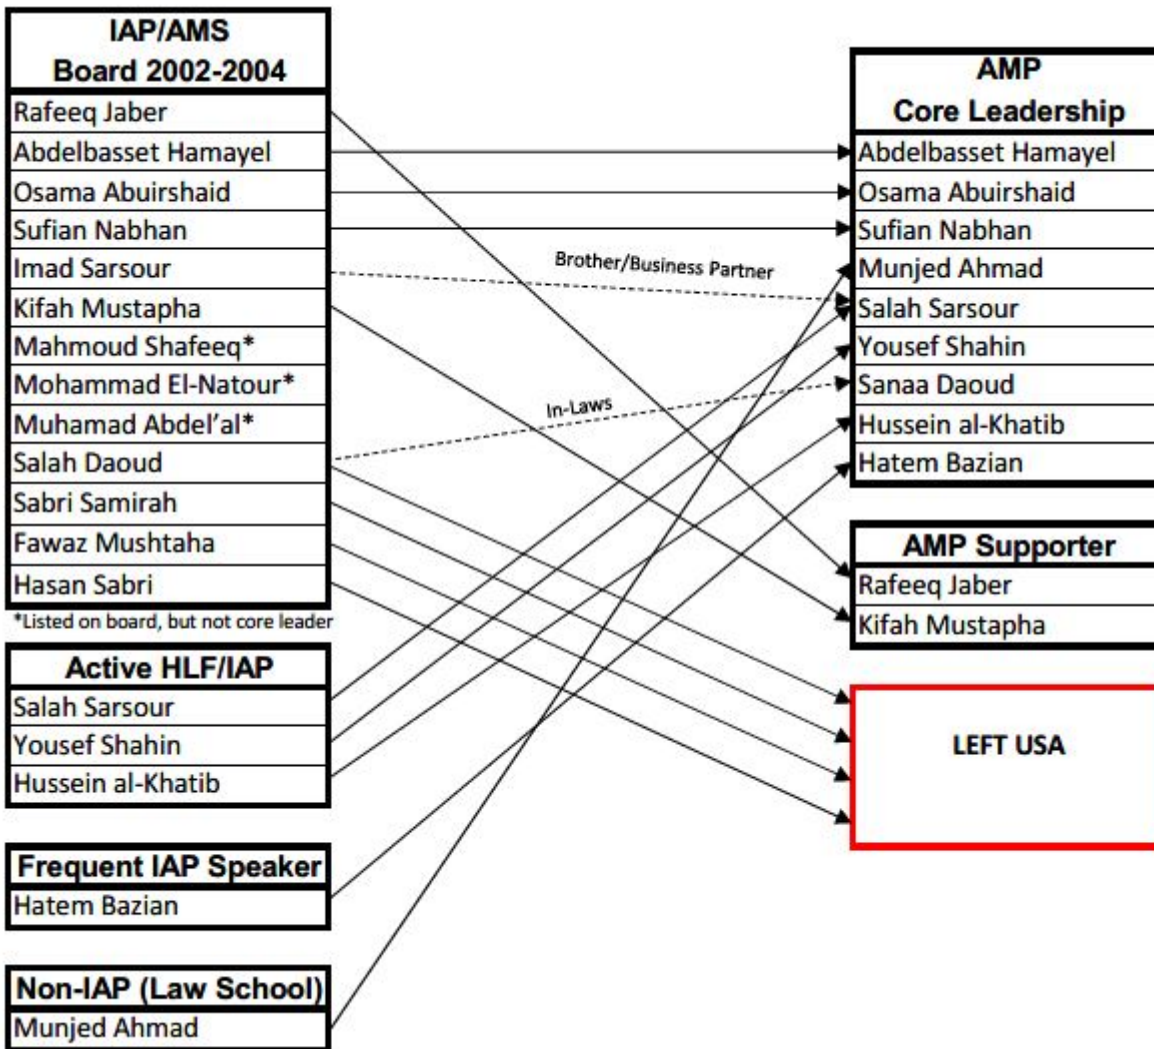 IAP/AMS
Board 2002-2004
Rafeeq Jaber
Abdelbasset Hamayel
Osama Abuirshaid
Sufian Nabhan
Imad Sarsour
Kifah Mustapha
Mahmoud Shafeeq*
Mohammad El-Natour*
Muhamad Abdel'al*
Salah Daoud
Sabri Samirah
Fawaz Mushtaha
Hasan Sabri
*Listed on board, but not core leader
Active HLF/IAP
Salah Sarsour
Yousef Shahin
Hussein al-Khatib
Frequent IAP Speaker
Hatem Bazian
Non-IAP (Law School)
Munjed Ahmad
Brother/Business Partner
In-Laws
AMP
Core Leadership
Abdelbasset Hamayel
Osama Abuirshaid
Sufian Nabhan
Munjed Ahmad
Salah Sarsour
Yousef Shahin
Sanaa Daoud
Hussein al-Khatib
Hatem Bazian
AMP Supporter
Rafeeq Jaber
Kifah Mustapha
LEFT USA